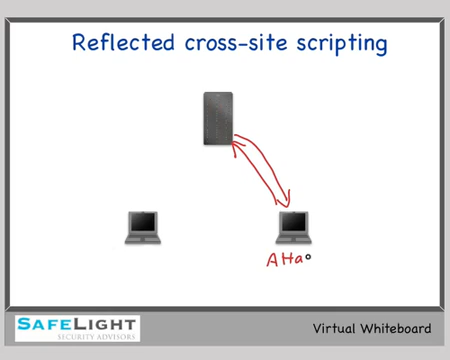 Reflected cross-site scripting
AHa
SAFELIGHT
SECURITY ADVISORS
Virtual Whiteboard